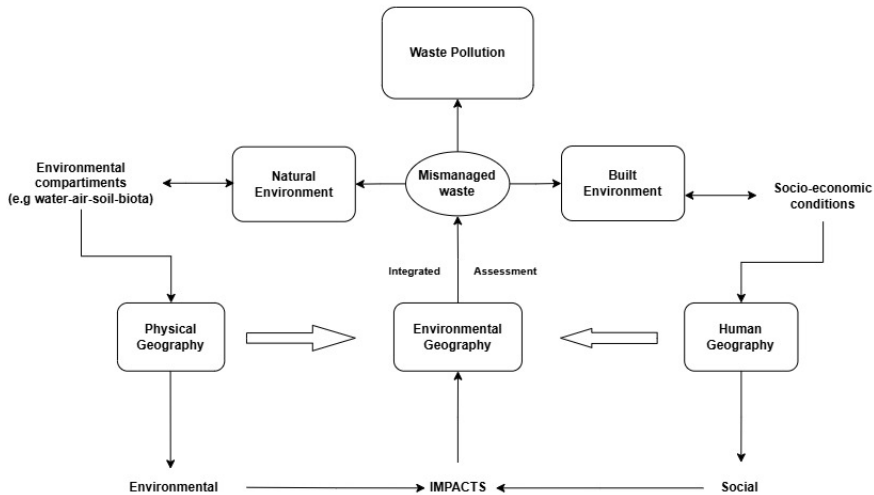 Waste Pollution
Environmental
compartiments
(e.g water-air-soil-biota)
Natural
Environment
Mismanaged
waste
Built
Environment
Socio-economic
conditions
Integrated
Assessment
Physical
Geography
Environmental
Geography
Human
Geography
Environmental
IMPACTS
Social